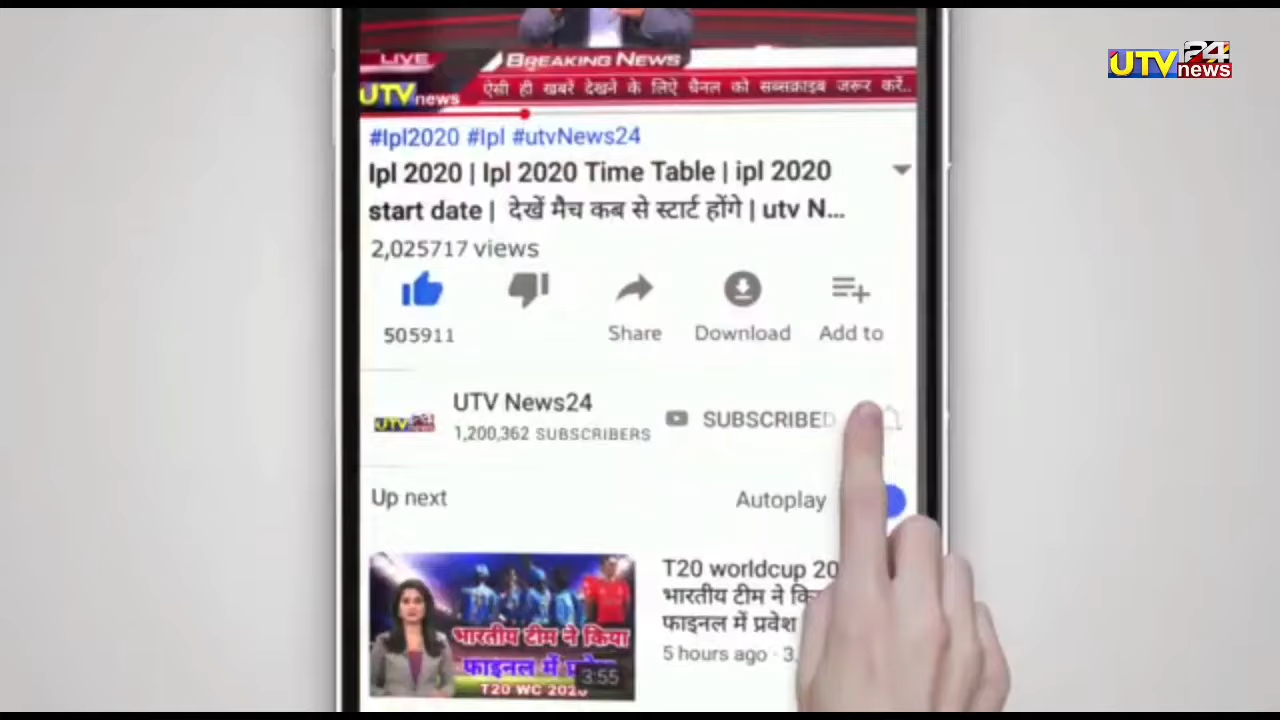 LIVE
BREAKING NEWS
UTV news
ऐसी ही खबरें देखने के लिऐ चैनल को सब्सक्राइब जरूर करें..
UTV 24 news
#Ipl2020 #Ipl #utvNews24
Ipl 2020 | Ipl 2020 Time Table | ipl 2020
start date | देखें मैच कब से स्टार्ट होंगे | utv N...
2,025717 views
505911
Share
Download
Add to
UTV News24
1,200,362 SUBSCRIBERS
SUBSCRIBED
Up next
Autoplay
T20 worldcup 20
भारतीय टीम ने
फाइनल में प्रवेश
5 hours ago · 3.
भारतीय टीम ने किया
फाइनल में
3:55
T20 WC 2020